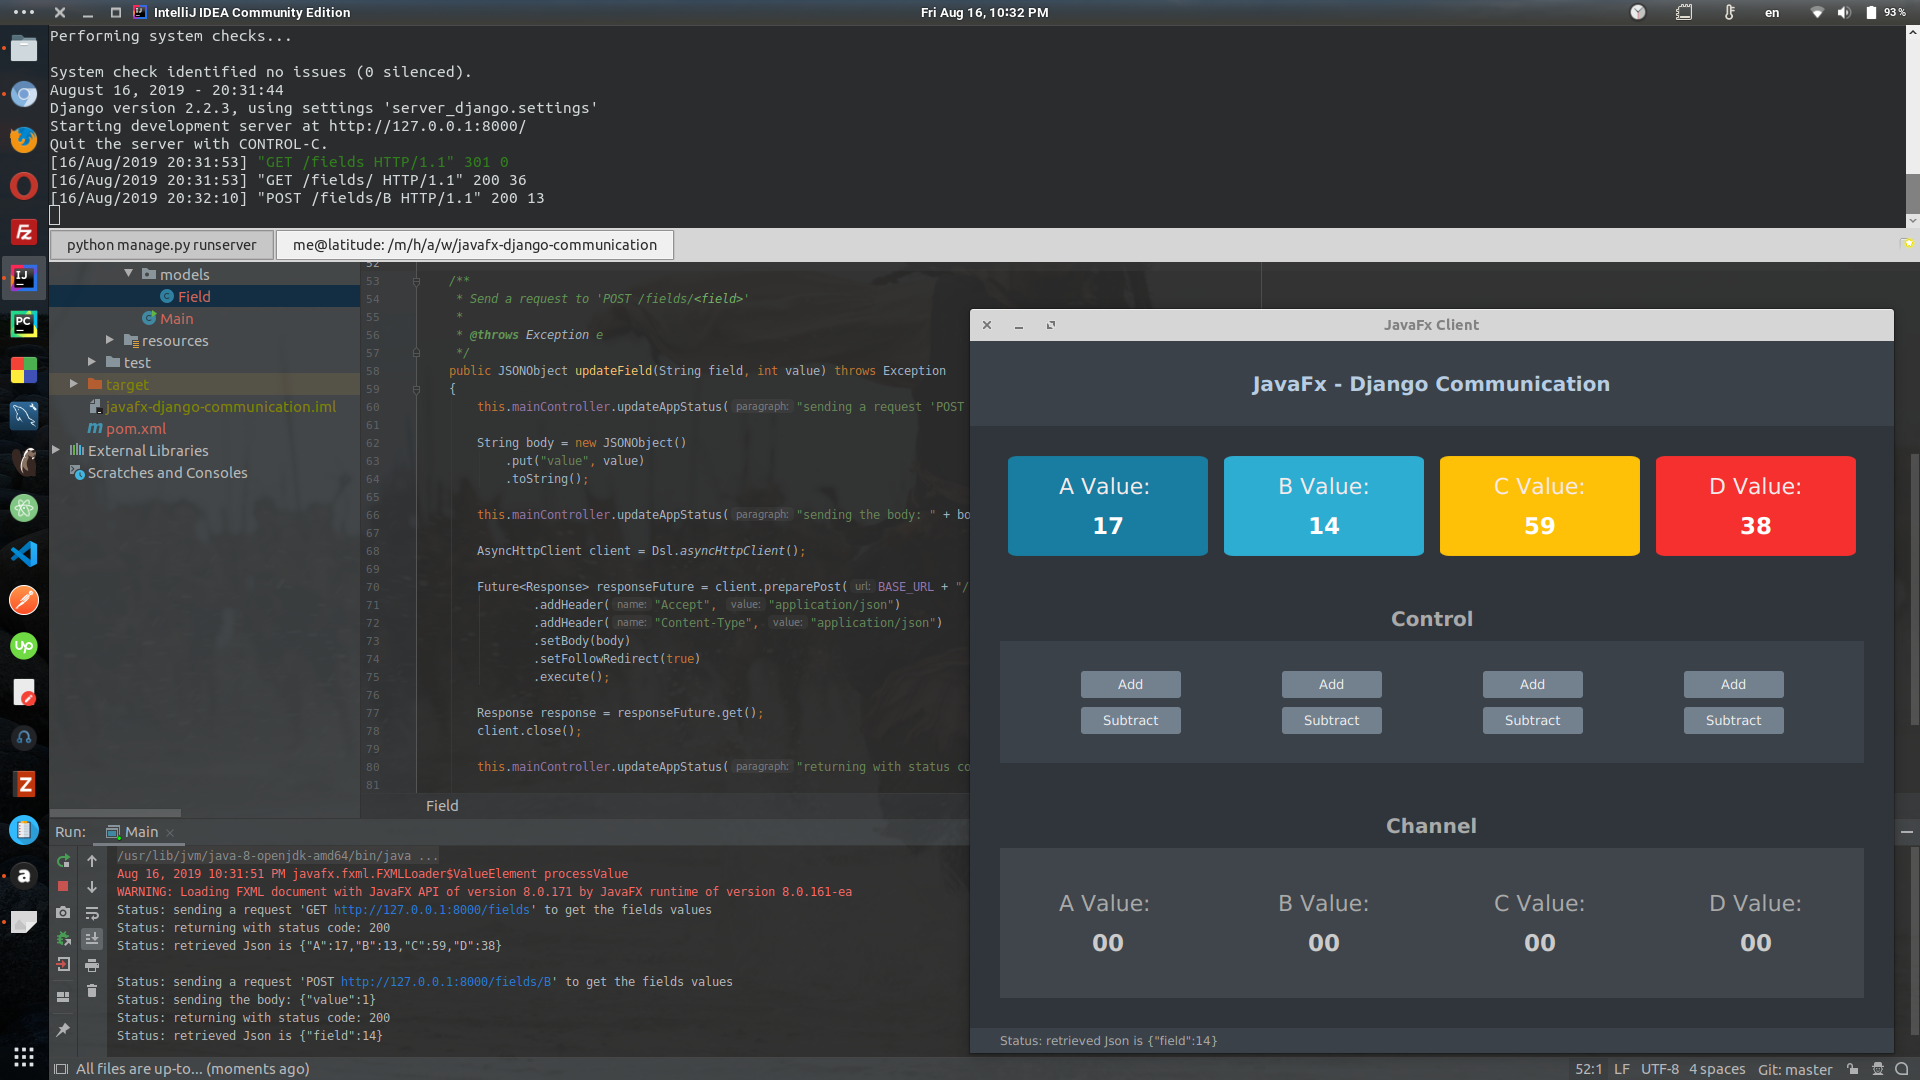 IntelliJ IDEA Community Edition
Fri Aug 16, 10:32 PM
en
93%
Performing system checks...
System check identified no issues (0 silenced).
August 16, 2019 - 20:31:44
Django version 2.2.3, using settings 'server_django.settings'
Starting development server at http://127.0.0.1:8000/
Quit the server with CONTROL-C.
[16/Aug/2019 20:31:53] "GET /fields HTTP/1.1" 301 0
[16/Aug/2019 20:31:53] "GET /fields/ HTTP/1.1" 200 36
[16/Aug/2019 20:32:10] "POST /fields/B HTTP/1.1" 200 13
python manage.py runserver
me@latitude: /m/h/a/w/javafx-django-communication
models
Field
Main
resources
test
target
javafx-django-communication.iml
pom.xml
External Libraries
Scratches and Consoles
52
53 /**
54 * Send a request to 'POST /fields/<field>'
55 *
56 * @throws Exception e
57 */
58 public JSONObject updateField(String field, int value) throws Exception
59 {
60 this.mainController.updateAppStatus( paragraph: "sending a request 'POST
61
62 String body = new JSONObject()
63 .put("value", value)
64 .toString();
65
66 this.mainController.updateAppStatus( paragraph: "sending the body: " + bo
67
68 AsyncHttpClient client = Dsl.asyncHttpClient();
69
70 Future<Response> responseFuture = client.preparePost( url: BASE_URL + "/
71 .addHeader( name: "Accept", value: "application/json")
72 .addHeader( name: "Content-Type", value: "application/json")
73 .setBody(body)
74 .setFollowRedirect(true)
75 .execute();
76
77 Response response = responseFuture.get();
78 client.close();
79
80 this.mainController.updateAppStatus( paragraph: "returning with status co
81
Field
JavaFx Client
JavaFx - Django Communication
A Value:
17
B Value:
14
C Value:
59
D Value:
38
Control
Add Add Add Add
Subtract Subtract Subtract Subtract
Channel
A Value: B Value: C Value: D Value:
00 00 00 00
Status: retrieved Json is {"field":14}
Run: Main
/usr/lib/jvm/java-8-openjdk-amd64/bin/java ...
Aug 16, 2019 10:31:51 PM javafx.fxml.FXMLLoader$ValueElement processValue
WARNING: Loading FXML document with JavaFX API of version 8.0.171 by JavaFX runtime of version 8.0.161-ea
Status: sending a request 'GET http://127.0.0.1:8000/fields' to get the fields values
Status: returning with status code: 200
Status: retrieved Json is {"A":17,"B":13,"C":59,"D":38}
Status: sending a request 'POST http://127.0.0.1:8000/fields/B' to get the fields values
Status: sending the body: {"value":1}
Status: returning with status code: 200
Status: retrieved Json is {"field":14}
All files are up-to... (moments ago)
52:1 LF UTF-8 4 spaces Git: master